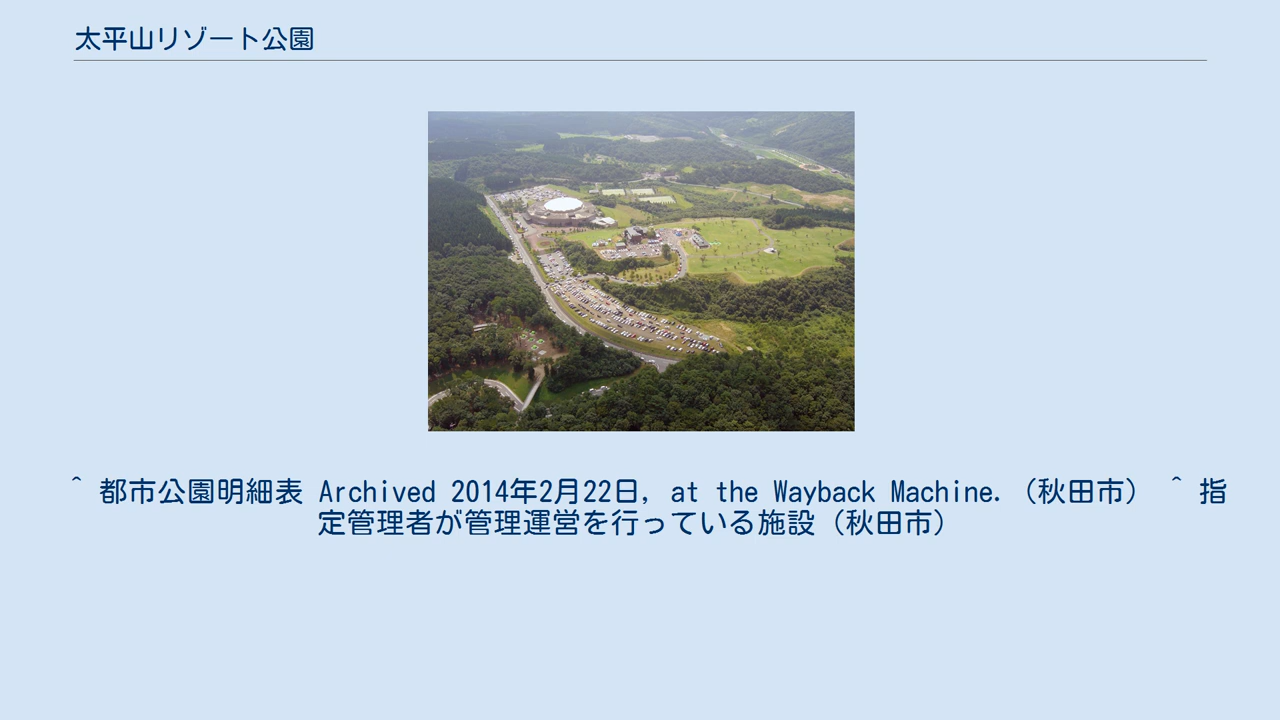 太平山リゾート公園
^ 都市公園明細表 Archived 2014年2月22日, at the Wayback Machine.（秋田市） ^ 指
定管理者が管理運営を行っている施設（秋田市）